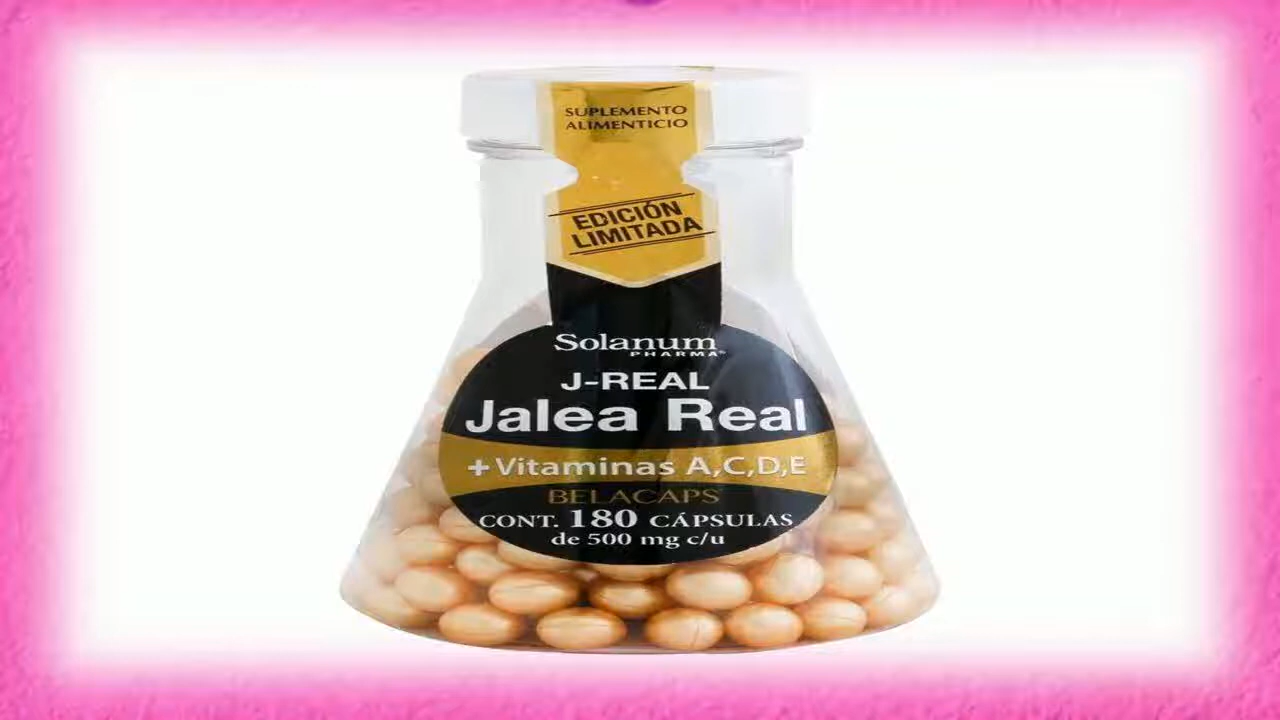 SUPLEMENTO
ALIMENTICIO
EDICIÓN
LIMITADA
Solanum
PHARMA®
J-REAL
Jalea Real
+Vitaminas A,C,D,E
BELACAPS
CONT. 180 CÁPSULAS
de 500 mg c/u